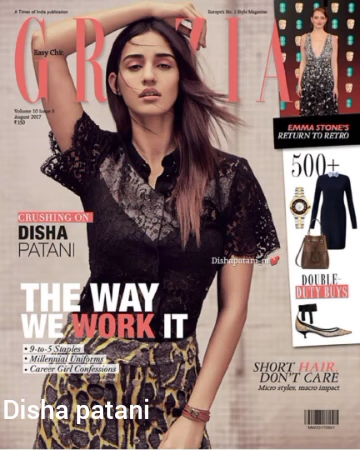 A Times of India publication
Europe's No. 1 Style Magazine
GRAZIA
Easy Chic.
Volume 10 Issue 5
August 2017
₹150
EMMA STONE'S
RETURN TO RETRO
500+
CRUSHING ON
DISHA
PATANI
Dishapatani-nt
DOUBLE-
DUTY BUYS
THE WAY
WE WORK IT
• 9-to-5 Staples
• Millennial Uniforms
• Career Girl Confessions
SHORT HAIR,
DON'T CARE
Micro styles, macro impact
Disha patani